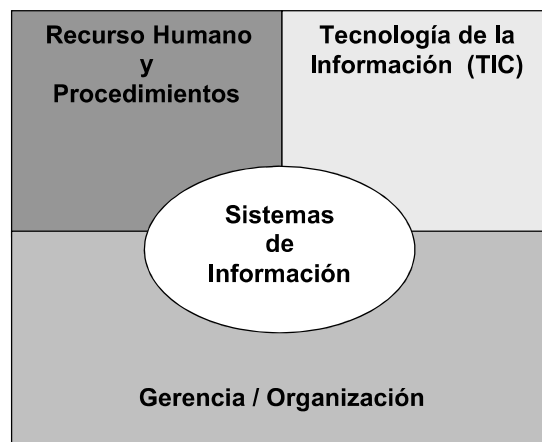 Recurso Humano
y
Procedimientos
Tecnología de la
Información (TIC)
Sistemas
de
Información
Gerencia / Organización